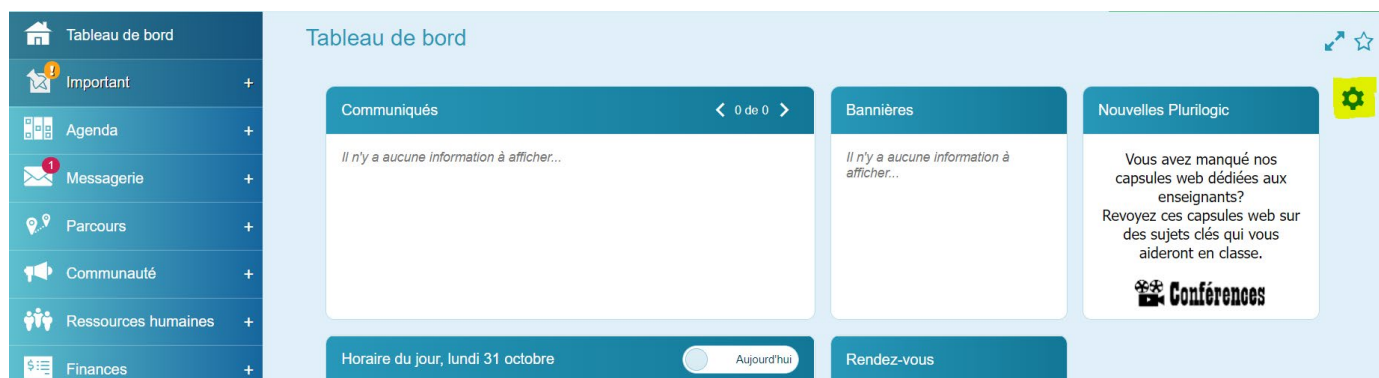 Tableau de bord
Important +
Agenda +
1
Messagerie +
Parcours +
Communauté +
Ressources humaines +
Finances +
Tableau de bord
Communiqués
0 de 0
Il n'y a aucune information à afficher...
Bannières
Il n'y a aucune information à
afficher...
Nouvelles Plurilogic
Vous avez manqué nos
capsules web dédiées aux
enseignants?
Revoyez ces capsules web sur
des sujets clés qui vous
aideront en classe.
Conférences
Horaire du jour, lundi 31 octobre
Aujourd'hui
Rendez-vous